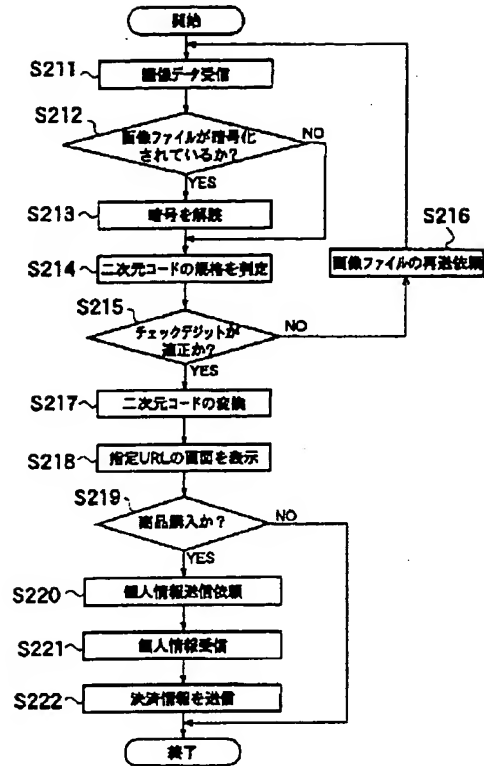 開始
S211
画像データ受信
S212
画像ファイルが暗号化
されているか?
NO
YES
S213
暗号を解読
S214
二次元コードの規格を判定
S215
チェックデジットが
適正か?
NO
YES
S216
画像ファイルの再送依頼
S217
二次元コードの変換
S218
指定URLの画面を表示
S219
商品購入か?
NO
YES
S220
個人情報送信依頼
S221
個人情報受信
S222
決済情報を送信
終了